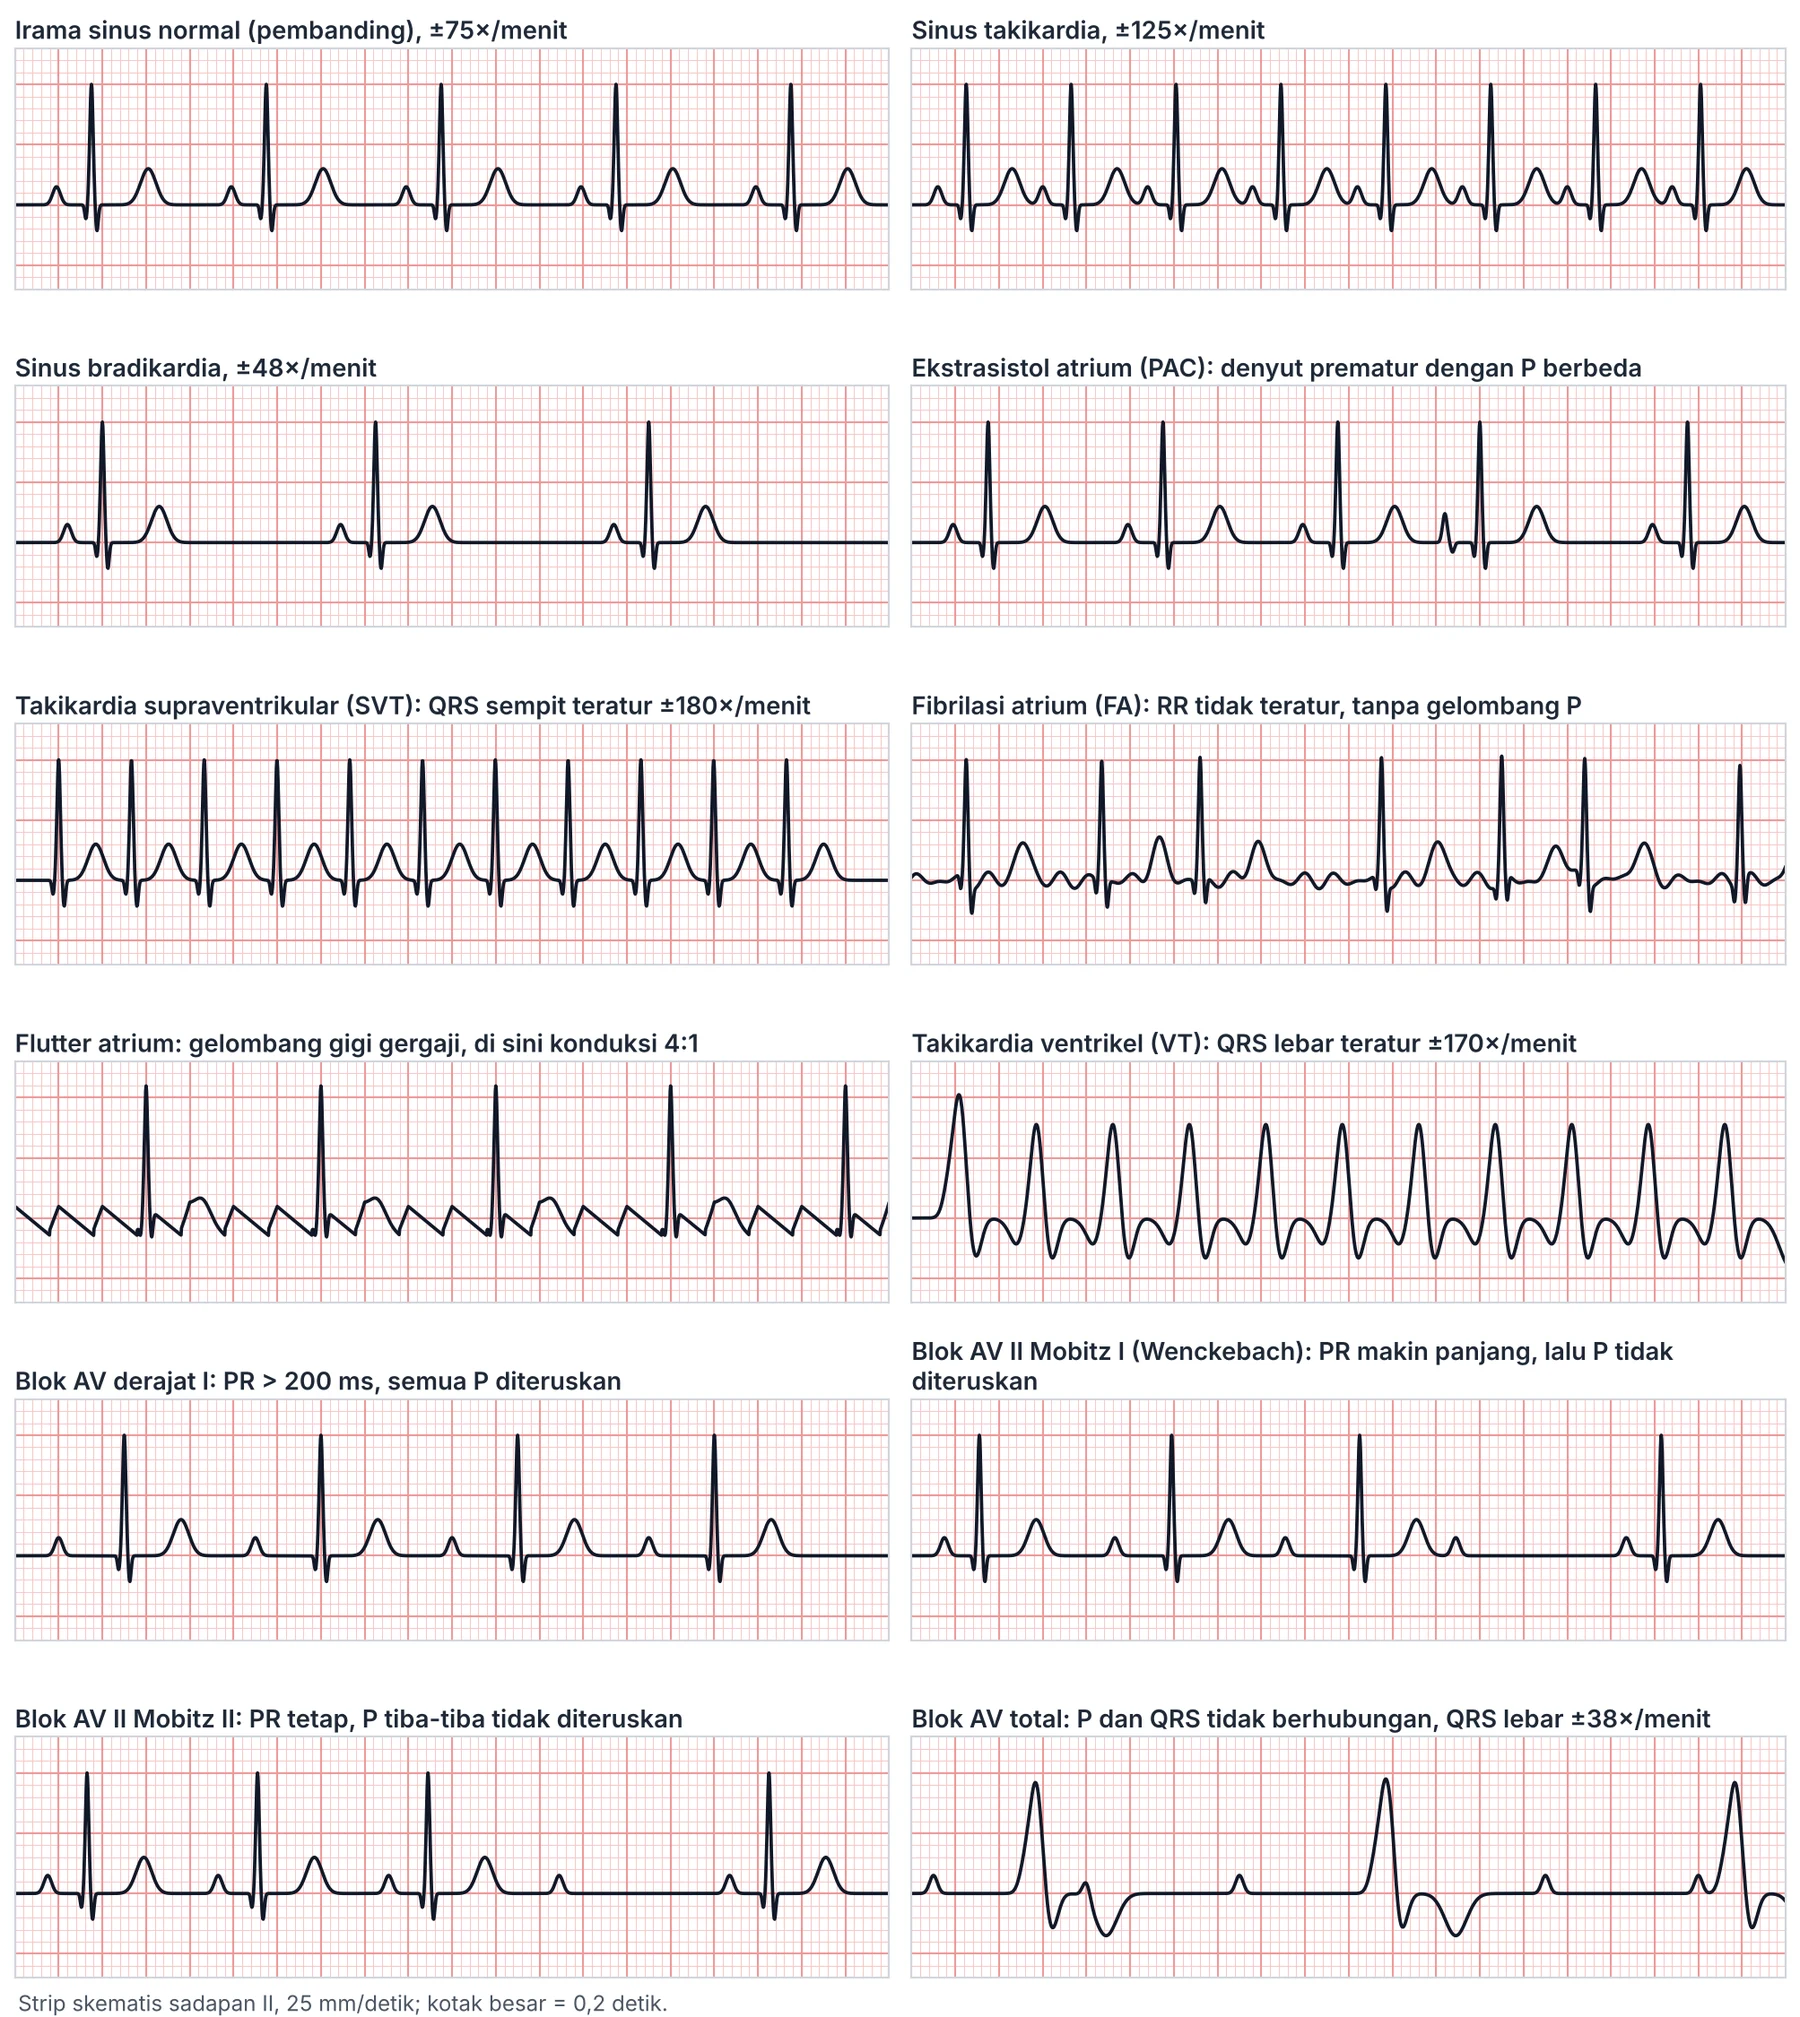 Irama sinus normal (pembanding), ±75×/menit
Sinus takikardia, ±125×/menit
Sinus bradikardia, ±48×/menit
Ekstrasistol atrium (PAC): denyut prematur dengan P berbeda
Takikardia supraventrikular (SVT): QRS sempit teratur ±180×/menit
Fibrilasi atrium (FA): RR tidak teratur, tanpa gelombang P
Flutter atrium: gelombang gigi gergaji, di sini konduksi 4:1
Takikardia ventrikel (VT): QRS lebar teratur ±170×/menit
Blok AV derajat I: PR > 200 ms, semua P diteruskan
Blok AV II Mobitz I (Wenckebach): PR makin panjang, lalu P tidak
diteruskan
Blok AV II Mobitz II: PR tetap, P tiba-tiba tidak diteruskan
Blok AV total: P dan QRS tidak berhubungan, QRS lebar ±38×/menit
Strip skematis sadapan II, 25 mm/detik; kotak besar = 0,2 detik.